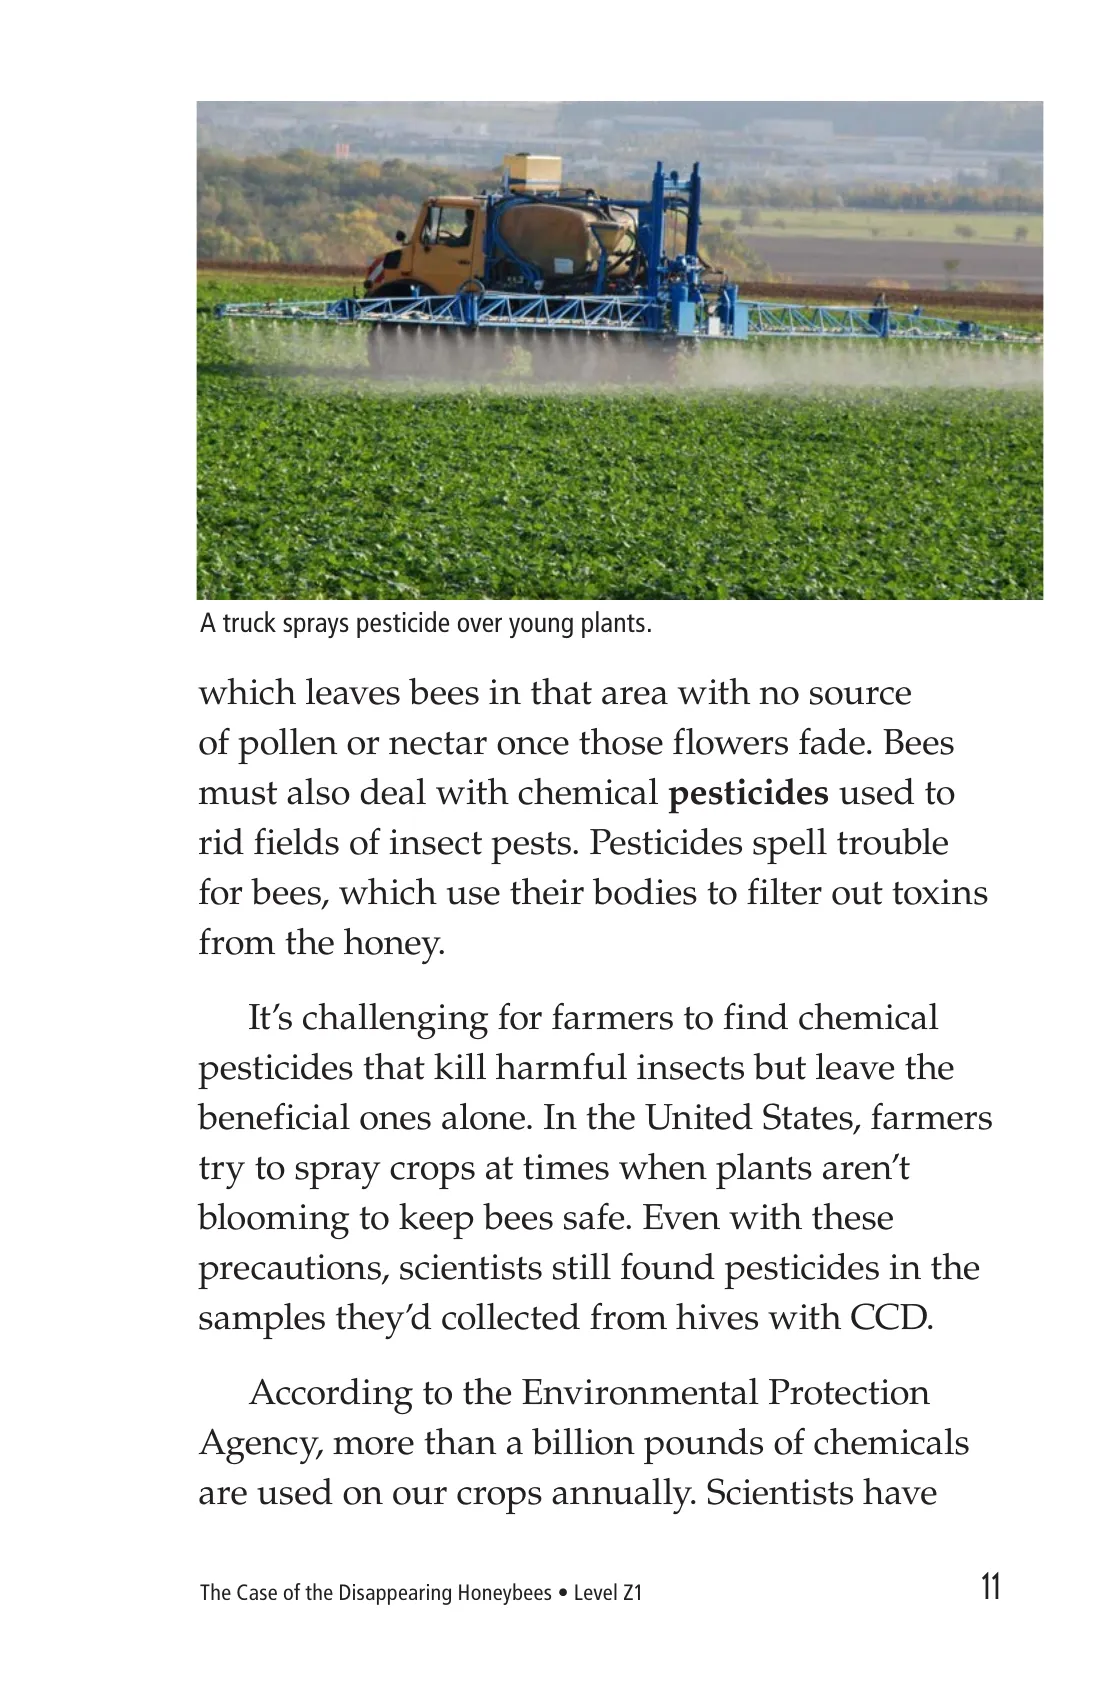 A truck sprays pesticide over young plants.
which leaves bees in that area with no source
of pollen or nectar once those flowers fade. Bees
must also deal with chemical pesticides used to
rid fields of insect pests. Pesticides spell trouble
for bees, which use their bodies to filter out toxins
from the honey.
It’s challenging for farmers to find chemical
pesticides that kill harmful insects but leave the
beneficial ones alone. In the United States, farmers
try to spray crops at times when plants aren’t
blooming to keep bees safe. Even with these
precautions, scientists still found pesticides in the
samples they’d collected from hives with CCD.
According to the Environmental Protection
Agency, more than a billion pounds of chemicals
are used on our crops annually. Scientists have
The Case of the Disappearing Honeybees • Level Z1
11